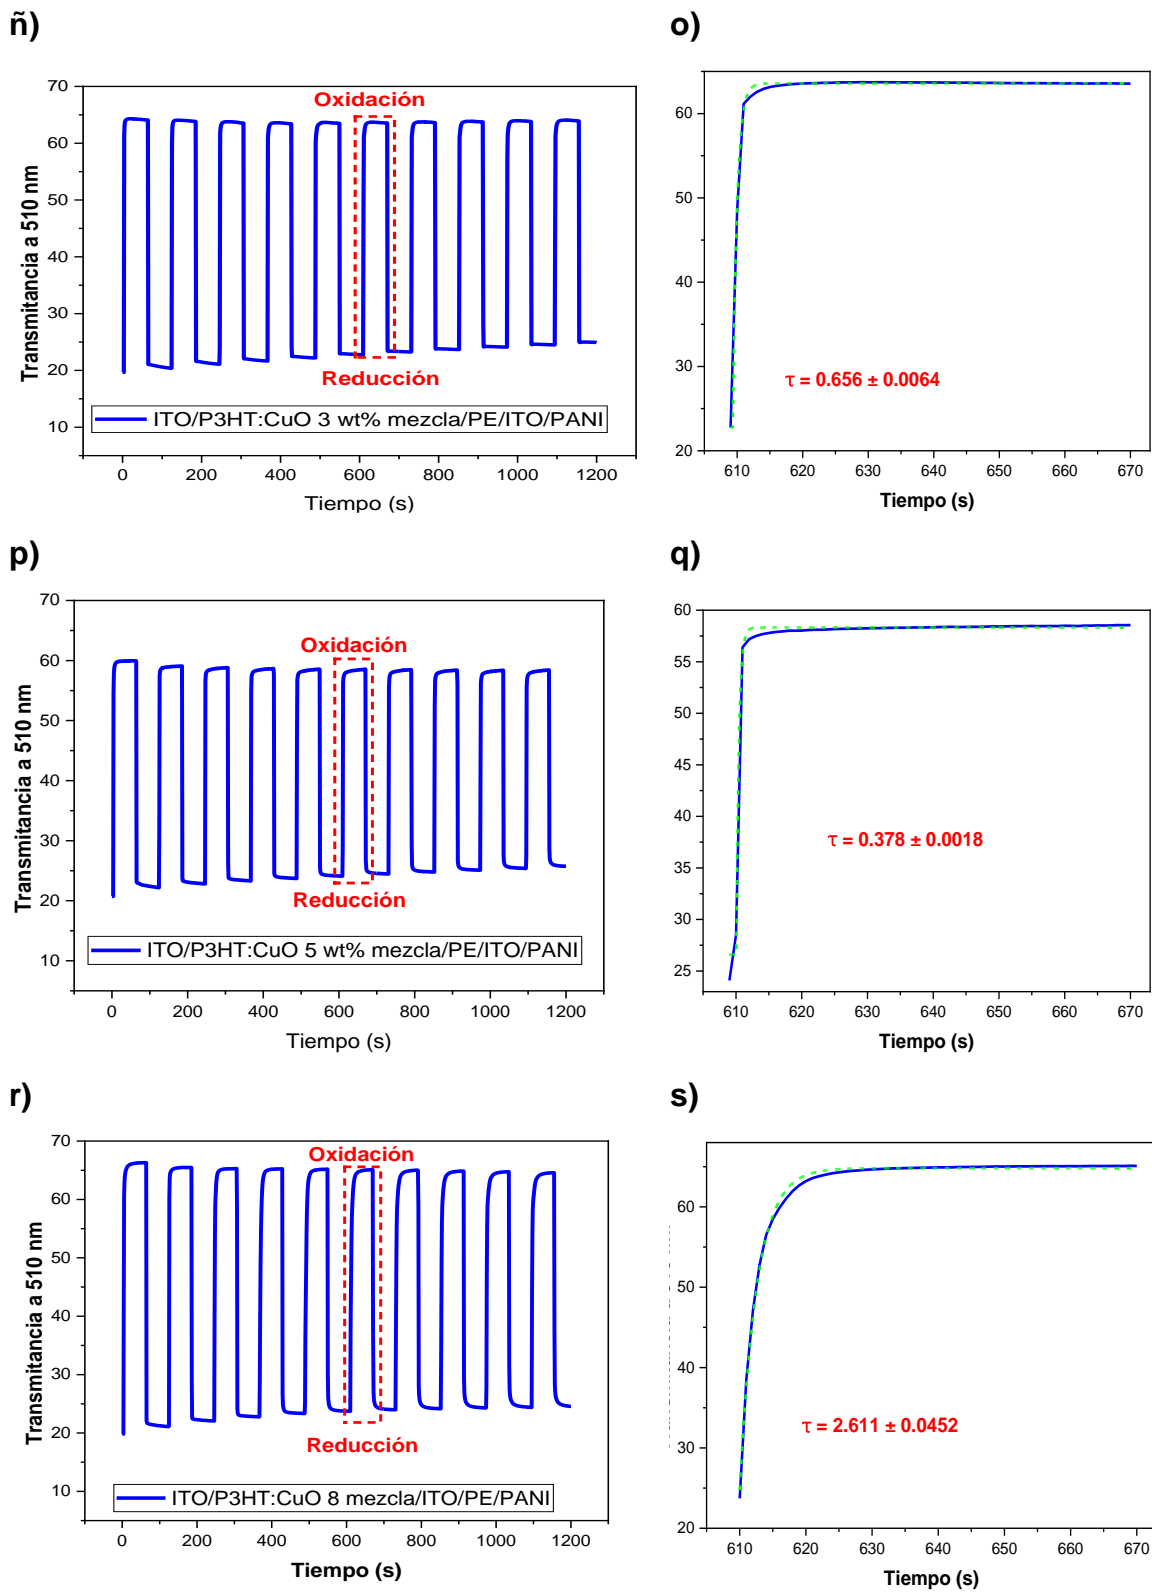 ñ)
o)
Transmitancia a 510 nm
70
60
50
40
30
20
10
Oxidación
Reducción
ITO/P3HT:CuO 3 wt% mezcla/PE/ITO/PANI
0 200 400 600 800 1000 1200
Tiempo (s)
60
50
40
30
20
τ = 0.656 ± 0.0064
610 620 630 640 650 660 670
Tiempo (s)
p)
q)
Transmitancia a 510 nm
70
60
50
40
30
20
10
Oxidación
Reducción
ITO/P3HT:CuO 5 wt% mezcla/PE/ITO/PANI
0 200 400 600 800 1000 1200
Tiempo (s)
60
55
50
45
40
35
30
25
τ = 0.378 ± 0.0018
610 620 630 640 650 660 670
Tiempo (s)
r)
s)
Transmitancia a 510 nm
70
60
50
40
30
20
10
Oxidación
Reducción
ITO/P3HT:CuO 8 mezcla/ITO/PE/PANI
0 200 400 600 800 1000 1200
Tiempo (s)
60
50
40
30
20
τ = 2.611 ± 0.0452
610 620 630 640 650 660 670
Tiempo (s)